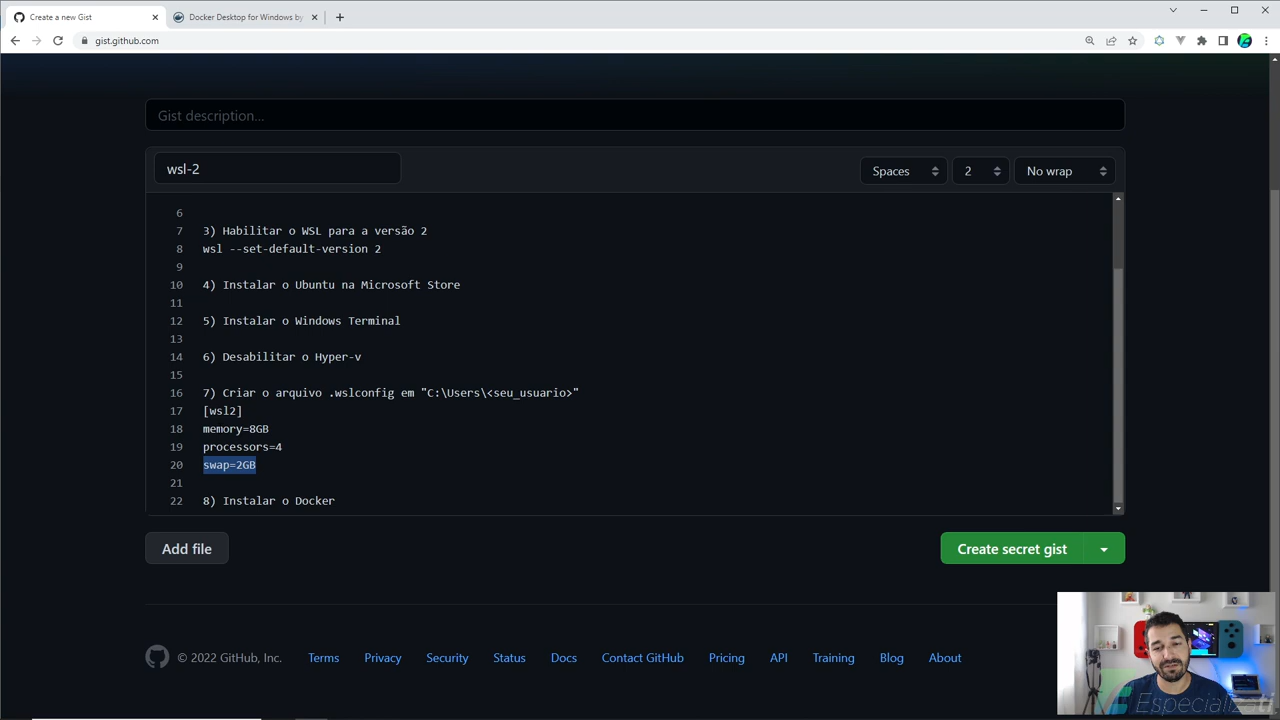 Create a new Gist
Docker Desktop for Windows by
gist.github.com
Gist description...
wsl-2
Spaces
2
No wrap
6
7 3) Habilitar o WSL para a versão 2
8 wsl --set-default-version 2
9
10 4) Instalar o Ubuntu na Microsoft Store
11
12 5) Instalar o Windows Terminal
13
14 6) Desabilitar o Hyper-v
15
16 7) Criar o arquivo .wslconfig em "C:\Users\<seu_usuario>"
17 [wsl2]
18 memory=8GB
19 processors=4
20 swap=2GB
21
22 8) Instalar o Docker
Add file
Create secret gist
© 2022 GitHub, Inc.
Terms
Privacy
Security
Status
Docs
Contact GitHub
Pricing
API
Training
Blog
About
Especializati